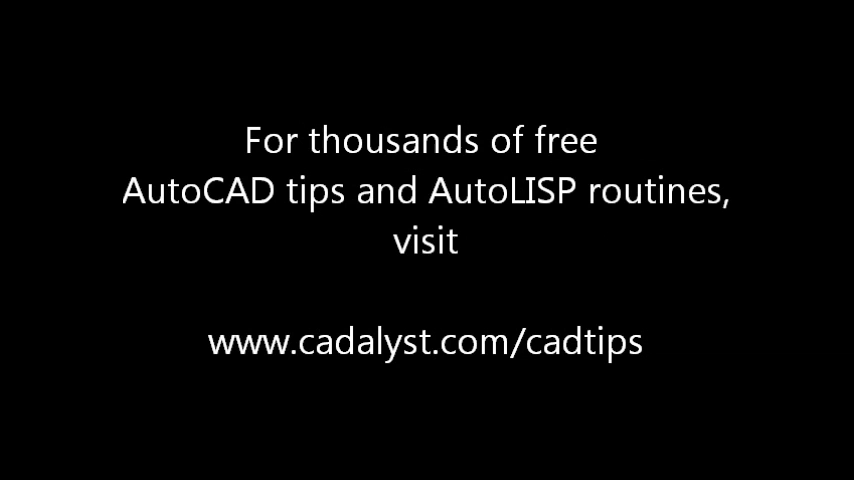 For thousands of free
AutoCAD tips and AutoLISP routines,
visit
www.cadalyst.com/cadtips